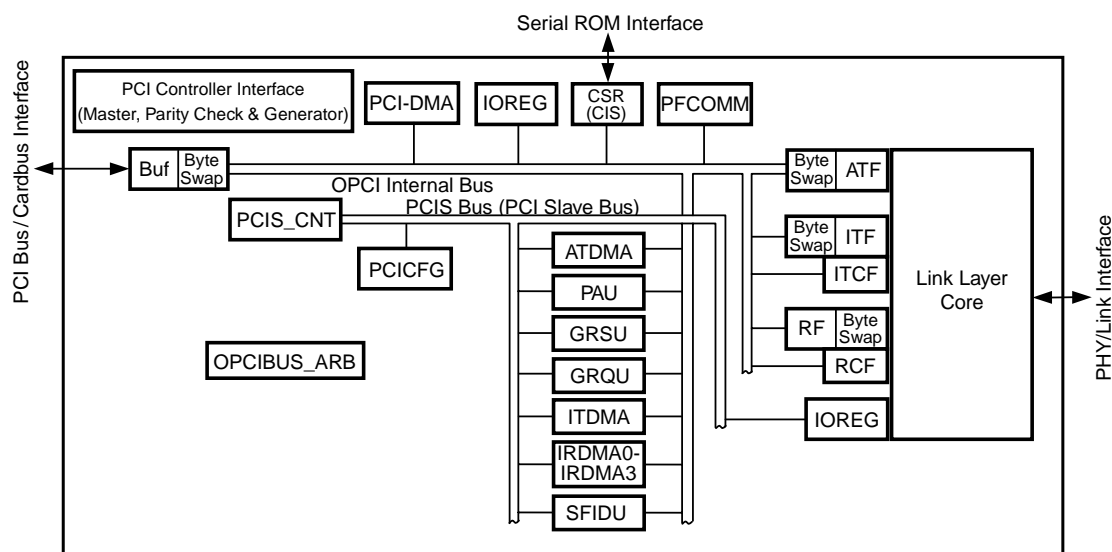 Serial ROM Interface
PCI Controller Interface
(Master, Parity Check & Generator)
PCI-DMA
IOREG
CSR
(CIS)
PFCOMM
PCI Bus / Cardbus Interface
Buf
Byte
Swap
Byte
Swap
ATF
OPCI Internal Bus
PCIS Bus (PCI Slave Bus)
PCIS_CNT
PCICFG
ATDMA
PAU
GRSU
GRQU
ITDMA
IRDMA0-
IRDMA3
SFIDU
OPCIBUS_ARB
Byte
Swap
ITF
ITCF
RF
Byte
Swap
RCF
IOREG
Link Layer
Core
PHY/Link Interface